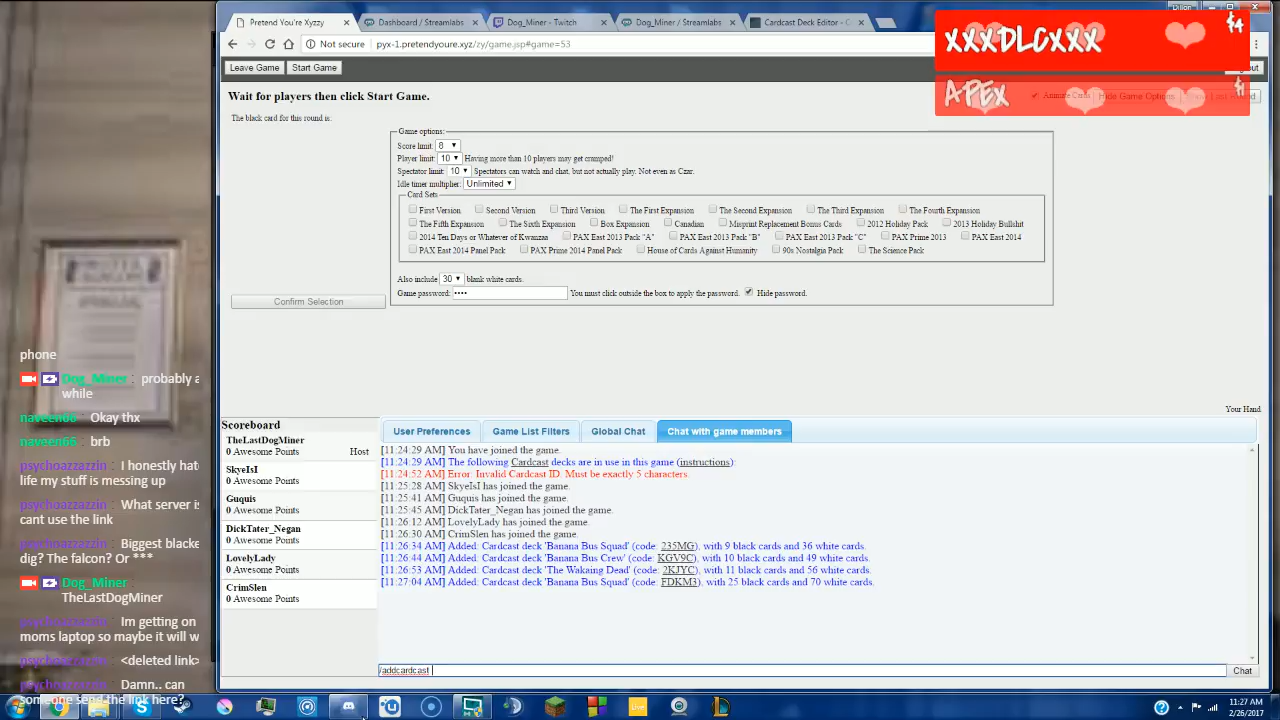 Pretend You're Xyzzy
Dashboard / Streamlabs
Dog_Miner - Twitch
Dog_Miner / Streamlabs
Cardcast Deck Editor - C
Dillon
Not secure
pyx-1.pretendyoure.xyz/zy/game.jsp#game=53
XXXDLCXXX
$4
APEX
$1
Leave Game
Start Game
Wait for players then click Start Game.
Animate Cards
Hide Game Options
The black card for this round is:
Game options:
Score limit: 8
Player limit: 10 Having more than 10 players may get cramped!
Spectator limit: 10 Spectators can watch and chat, but not actually play. Not even as Czar.
Idle timer multiplier: Unlimited
Card Sets
First Version Second Version Third Version The First Expansion The Second Expansion The Third Expansion The Fourth Expansion
The Fifth Expansion The Sixth Expansion Box Expansion Canadian Misprint Replacement Bonus Cards 2012 Holiday Pack 2013 Holiday Bullshit
2014 Ten Days or Whatever of Kwanzaa PAX East 2013 Pack "A" PAX East 2013 Pack "B" PAX East 2013 Pack "C" PAX Prime 2013 PAX East 2014
PAX East 2014 Panel Pack PAX Prime 2014 Panel Pack House of Cards Against Humanity 90s Nostalgia Pack The Science Pack
Also include 30 blank white cards.
Game password: •••• You must click outside the box to apply the password. Hide password.
Confirm Selection
Your Hand
phone
Dog_Miner: probably a
while
naveen66: Okay thx
naveen66: brb
psychoazzazzin: I honestly hat
life my stuff is messing up
psychoazzazzin: What server is
cant use the link
psychoazzazzin: Biggest blacke
dig? The falcon? Or ***
Dog_Miner:
TheLastDogMiner
psychoazzazzin: Im getting on
moms laptop so maybe it will w
psychoazzazzin: <deleted link>
psychoazzazzin: Damn.. can
someone send the link here?
Scoreboard
TheLastDogMiner
0 Awesome Points Host
SkyeIsI
0 Awesome Points
Guquis
0 Awesome Points
DickTater_Negan
0 Awesome Points
LovelyLady
0 Awesome Points
CrimSlen
0 Awesome Points
User Preferences
Game List Filters
Global Chat
Chat with game members
[11:24:29 AM] You have joined the game.
[11:24:29 AM] The following Cardcast decks are in use in this game (instructions):
[11:24:52 AM] Error: Invalid Cardcast ID. Must be exactly 5 characters.
[11:25:28 AM] SkyeIsI has joined the game.
[11:25:41 AM] Guquis has joined the game.
[11:25:45 AM] DickTater_Negan has joined the game.
[11:26:12 AM] LovelyLady has joined the game.
[11:26:30 AM] CrimSlen has joined the game.
[11:26:34 AM] Added: Cardcast deck 'Banana Bus Squad' (code: 235MG), with 9 black cards and 36 white cards.
[11:26:44 AM] Added: Cardcast deck 'Banana Bus Crew' (code: KGV9C), with 10 black cards and 49 white cards.
[11:26:53 AM] Added: Cardcast deck 'The Wakaing Dead' (code: 2KJYC), with 11 black cards and 56 white cards.
[11:27:04 AM] Added: Cardcast deck 'Banana Bus Squad' (code: FDKM3), with 25 black cards and 70 white cards.
/addcardcast
Chat
Live
11:27 AM
2/26/2017